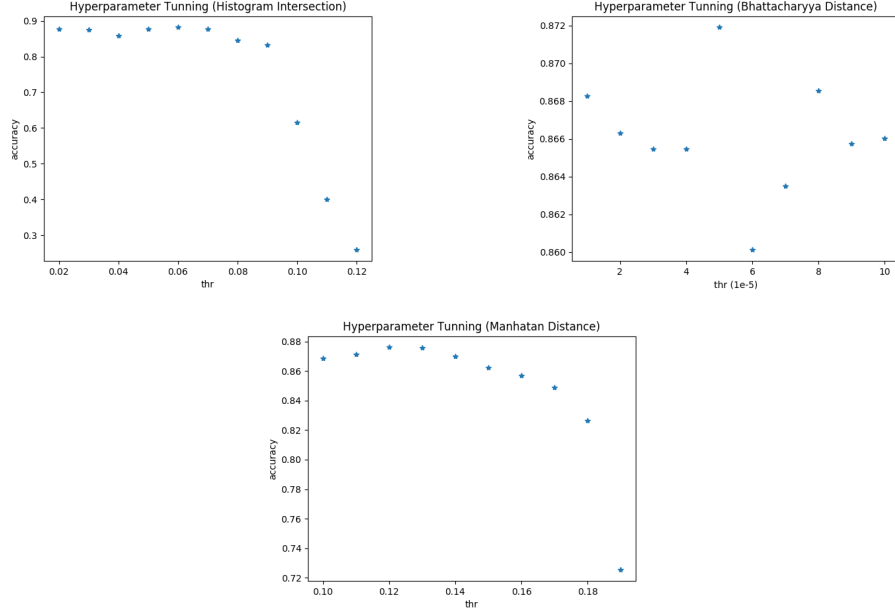 Hyperparameter Tunning (Histogram Intersection)
0.9
0.8
0.7
0.6
0.5
0.4
0.3
accuracy
0.02 0.04 0.06 0.08 0.10 0.12
thr
Hyperparameter Tunning (Bhattacharyya Distance)
0.872
0.870
0.868
0.866
0.864
0.862
0.860
accuracy
2 4 6 8 10
thr (1e-5)
Hyperparameter Tunning (Manhatan Distance)
0.88
0.86
0.84
0.82
0.80
0.78
0.76
0.74
0.72
accuracy
0.10 0.12 0.14 0.16 0.18
thr